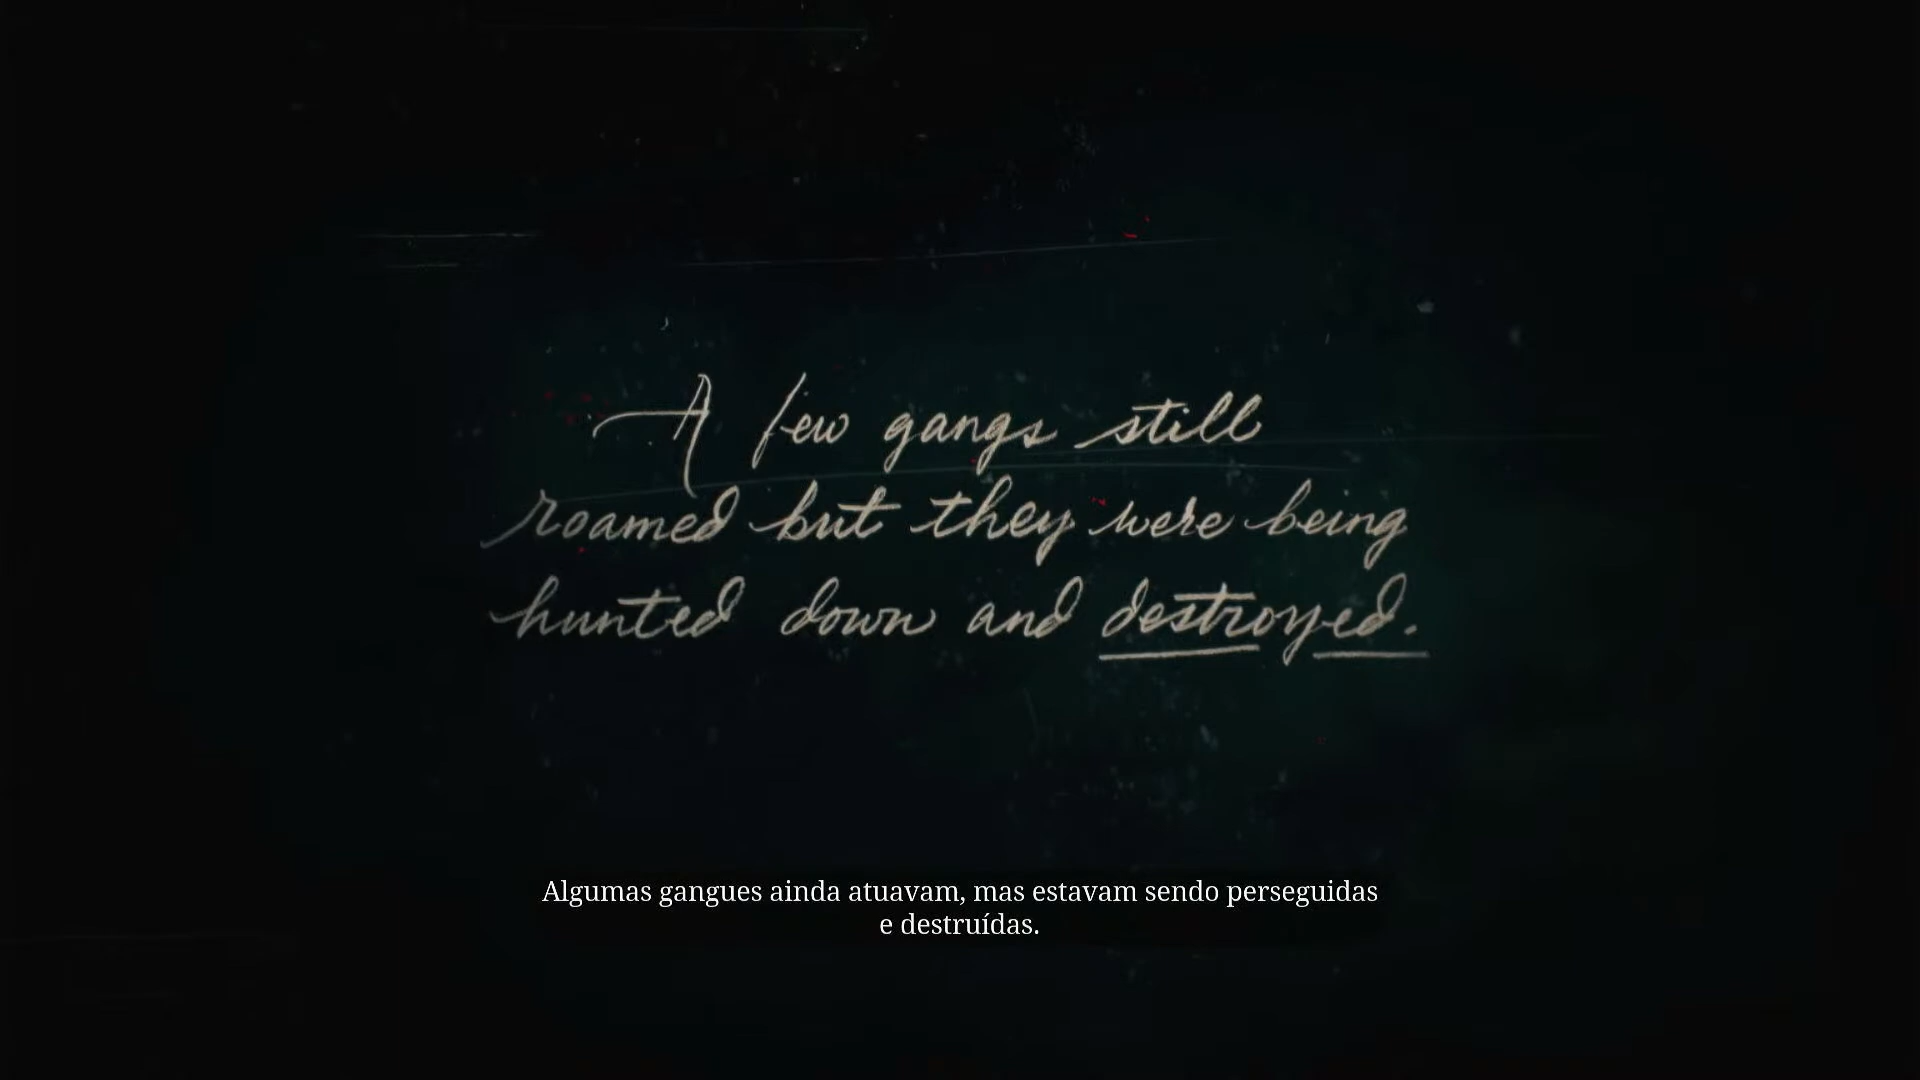 A few gangs still
roamed but they were being
hunted down and destroyed.
Algumas gangues ainda atuavam, mas estavam sendo perseguidas
e destruídas.